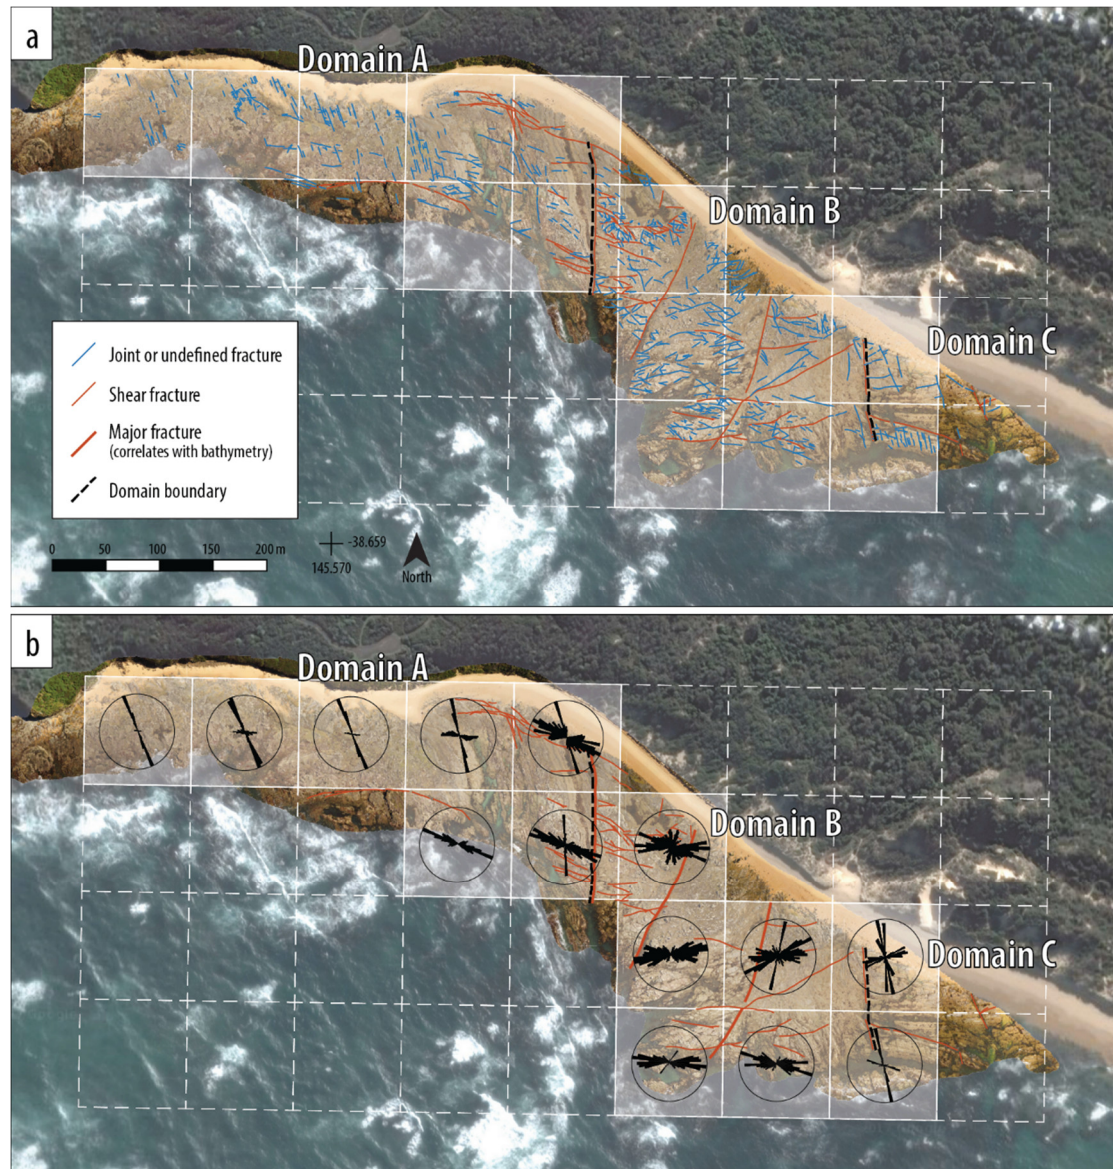 a
Domain A
Domain B
Domain C
Joint or undefined fracture
Shear fracture
Major fracture
(correlates with bathymetry)
Domain boundary
0 50 100 150 200 m
-38.659
145.570
North
b
Domain A
Domain B
Domain C